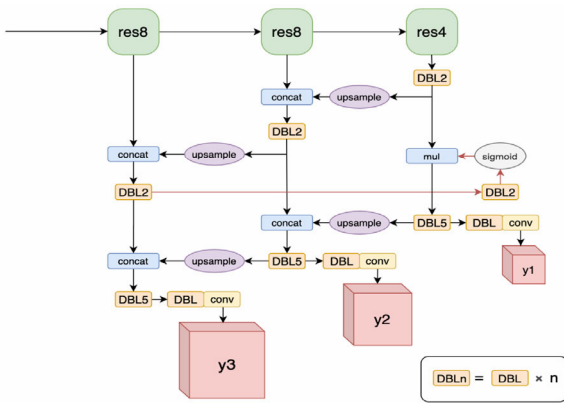 res8 res8 res4
DBL2
concat upsample
DBL2
concat upsample mul sigmoid
DBL2 DBL2
concat upsample DBL5 DBL conv
concat upsample DBL5 DBL conv y1
DBL5 DBL conv y2
y3
DBLn = DBL × n